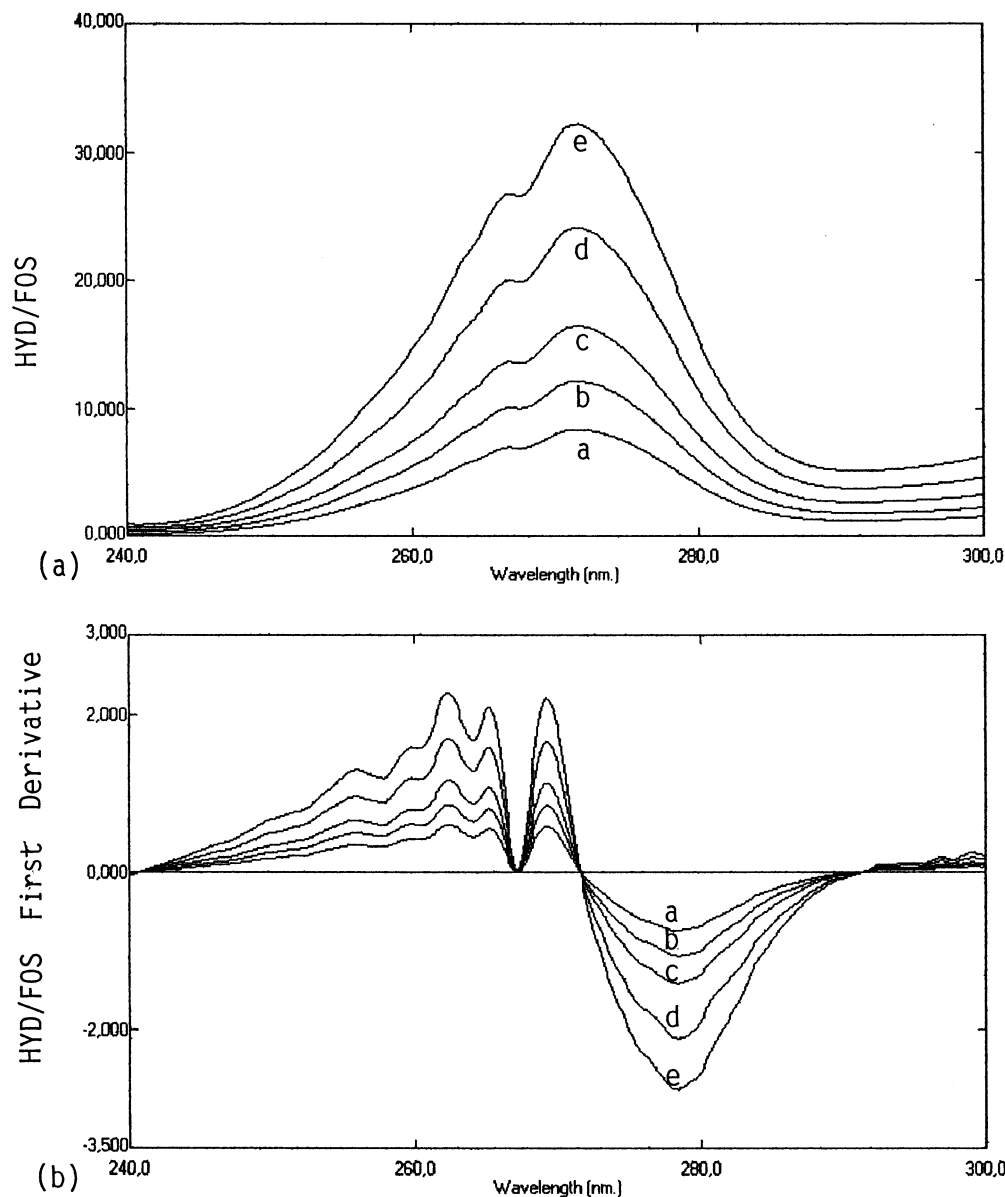 40,000
30,000
20,000
10,000
0,000
HYD/FOS
e
d
c
b
a
240,0
260,0
280,0
300,0
Wavelength (nm.)
(a)
3,000
2,000
0,000
-2,000
-3,500
HYD/FOS First Derivative
a
b
c
d
e
240,0
260,0
280,0
300,0
Wavelength (nm.)
(b)